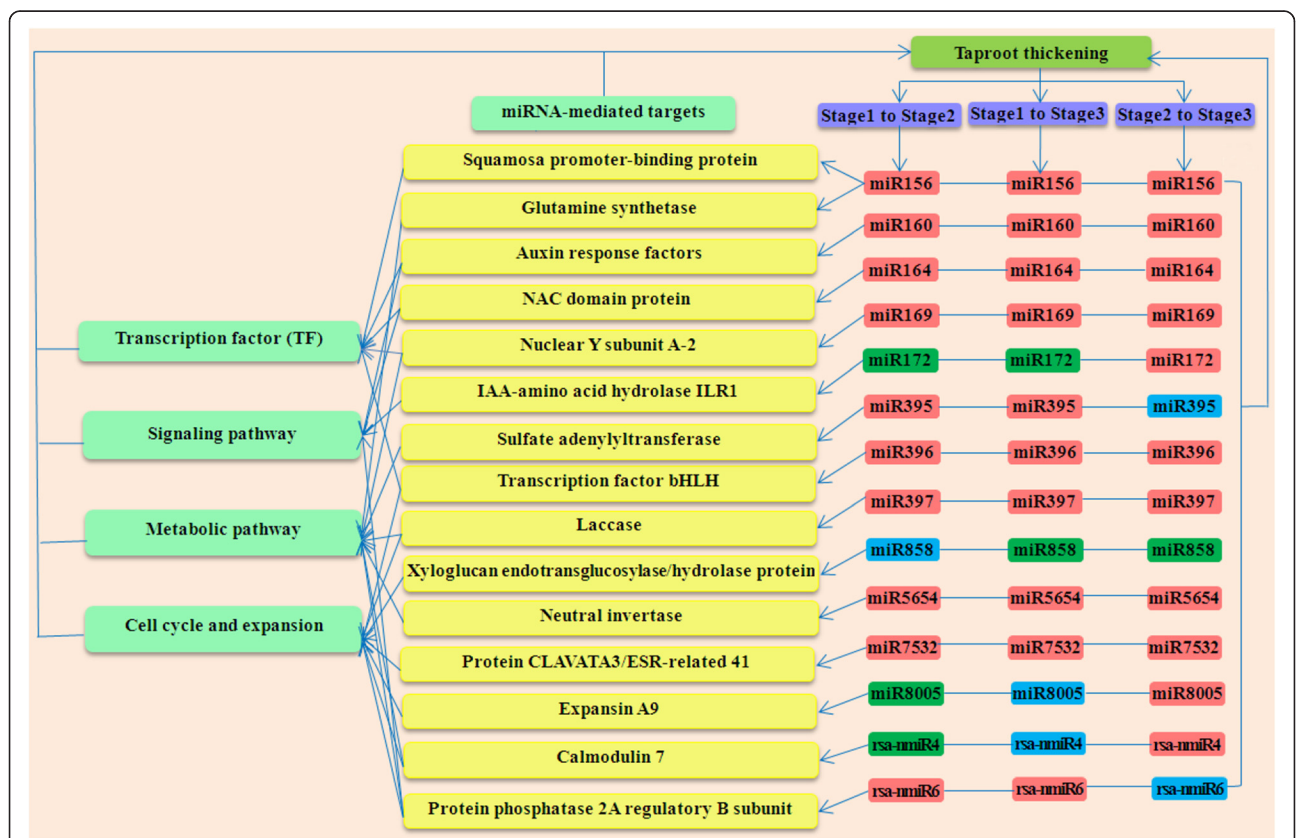 Taproot thickening
miRNA-mediated targets
Stage1 to Stage2 Stage1 to Stage3 Stage2 to Stage3
Squamosa promoter-binding protein
miR156 miR156 miR156
Glutamine synthetase
miR160 miR160 miR160
Auxin response factors
miR164 miR164 miR164
NAC domain protein
miR169 miR169 miR169
Transcription factor (TF)
Nuclear Y subunit A-2
miR172 miR172 miR172
IAA-amino acid hydrolase ILR1
miR395 miR395 miR395
Signaling pathway
Sulfate adenylyltransferase
miR396 miR396 miR396
Transcription factor bHLH
miR397 miR397 miR397
Metabolic pathway
Laccase
miR858 miR858 miR858
Xyloglucan endotransglucosylase/hydrolase protein
miR5654 miR5654 miR5654
Neutral invertase
Cell cycle and expansion
miR7532 miR7532 miR7532
Protein CLAVATA3/ESR-related 41
miR8005 miR8005 miR8005
Expansin A9
rsa-nmiR4 rsa-nmiR4 rsa-nmiR4
Calmodulin 7
rsa-nmiR6 rsa-nmiR6 rsa-nmiR6
Protein phosphatase 2A regulatory B subunit